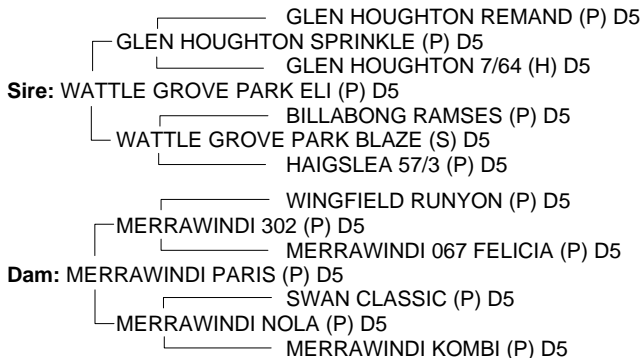 GLEN HOUGHTON REMAND (P) D5
GLEN HOUGHTON SPRINKLE (P) D5
GLEN HOUGHTON 7/64 (H) D5
Sire: WATTLE GROVE PARK ELI (P) D5
BILLABONG RAMSES (P) D5
WATTLE GROVE PARK BLAZE (S) D5
HAIGSLEA 57/3 (P) D5
WINGFIELD RUNYON (P) D5
MERRAWINDI 302 (P) D5
MERRAWINDI 067 FELICIA (P) D5
Dam: MERRAWINDI PARIS (P) D5
SWAN CLASSIC (P) D5
MERRAWINDI NOLA (P) D5
MERRAWINDI KOMBI (P) D5